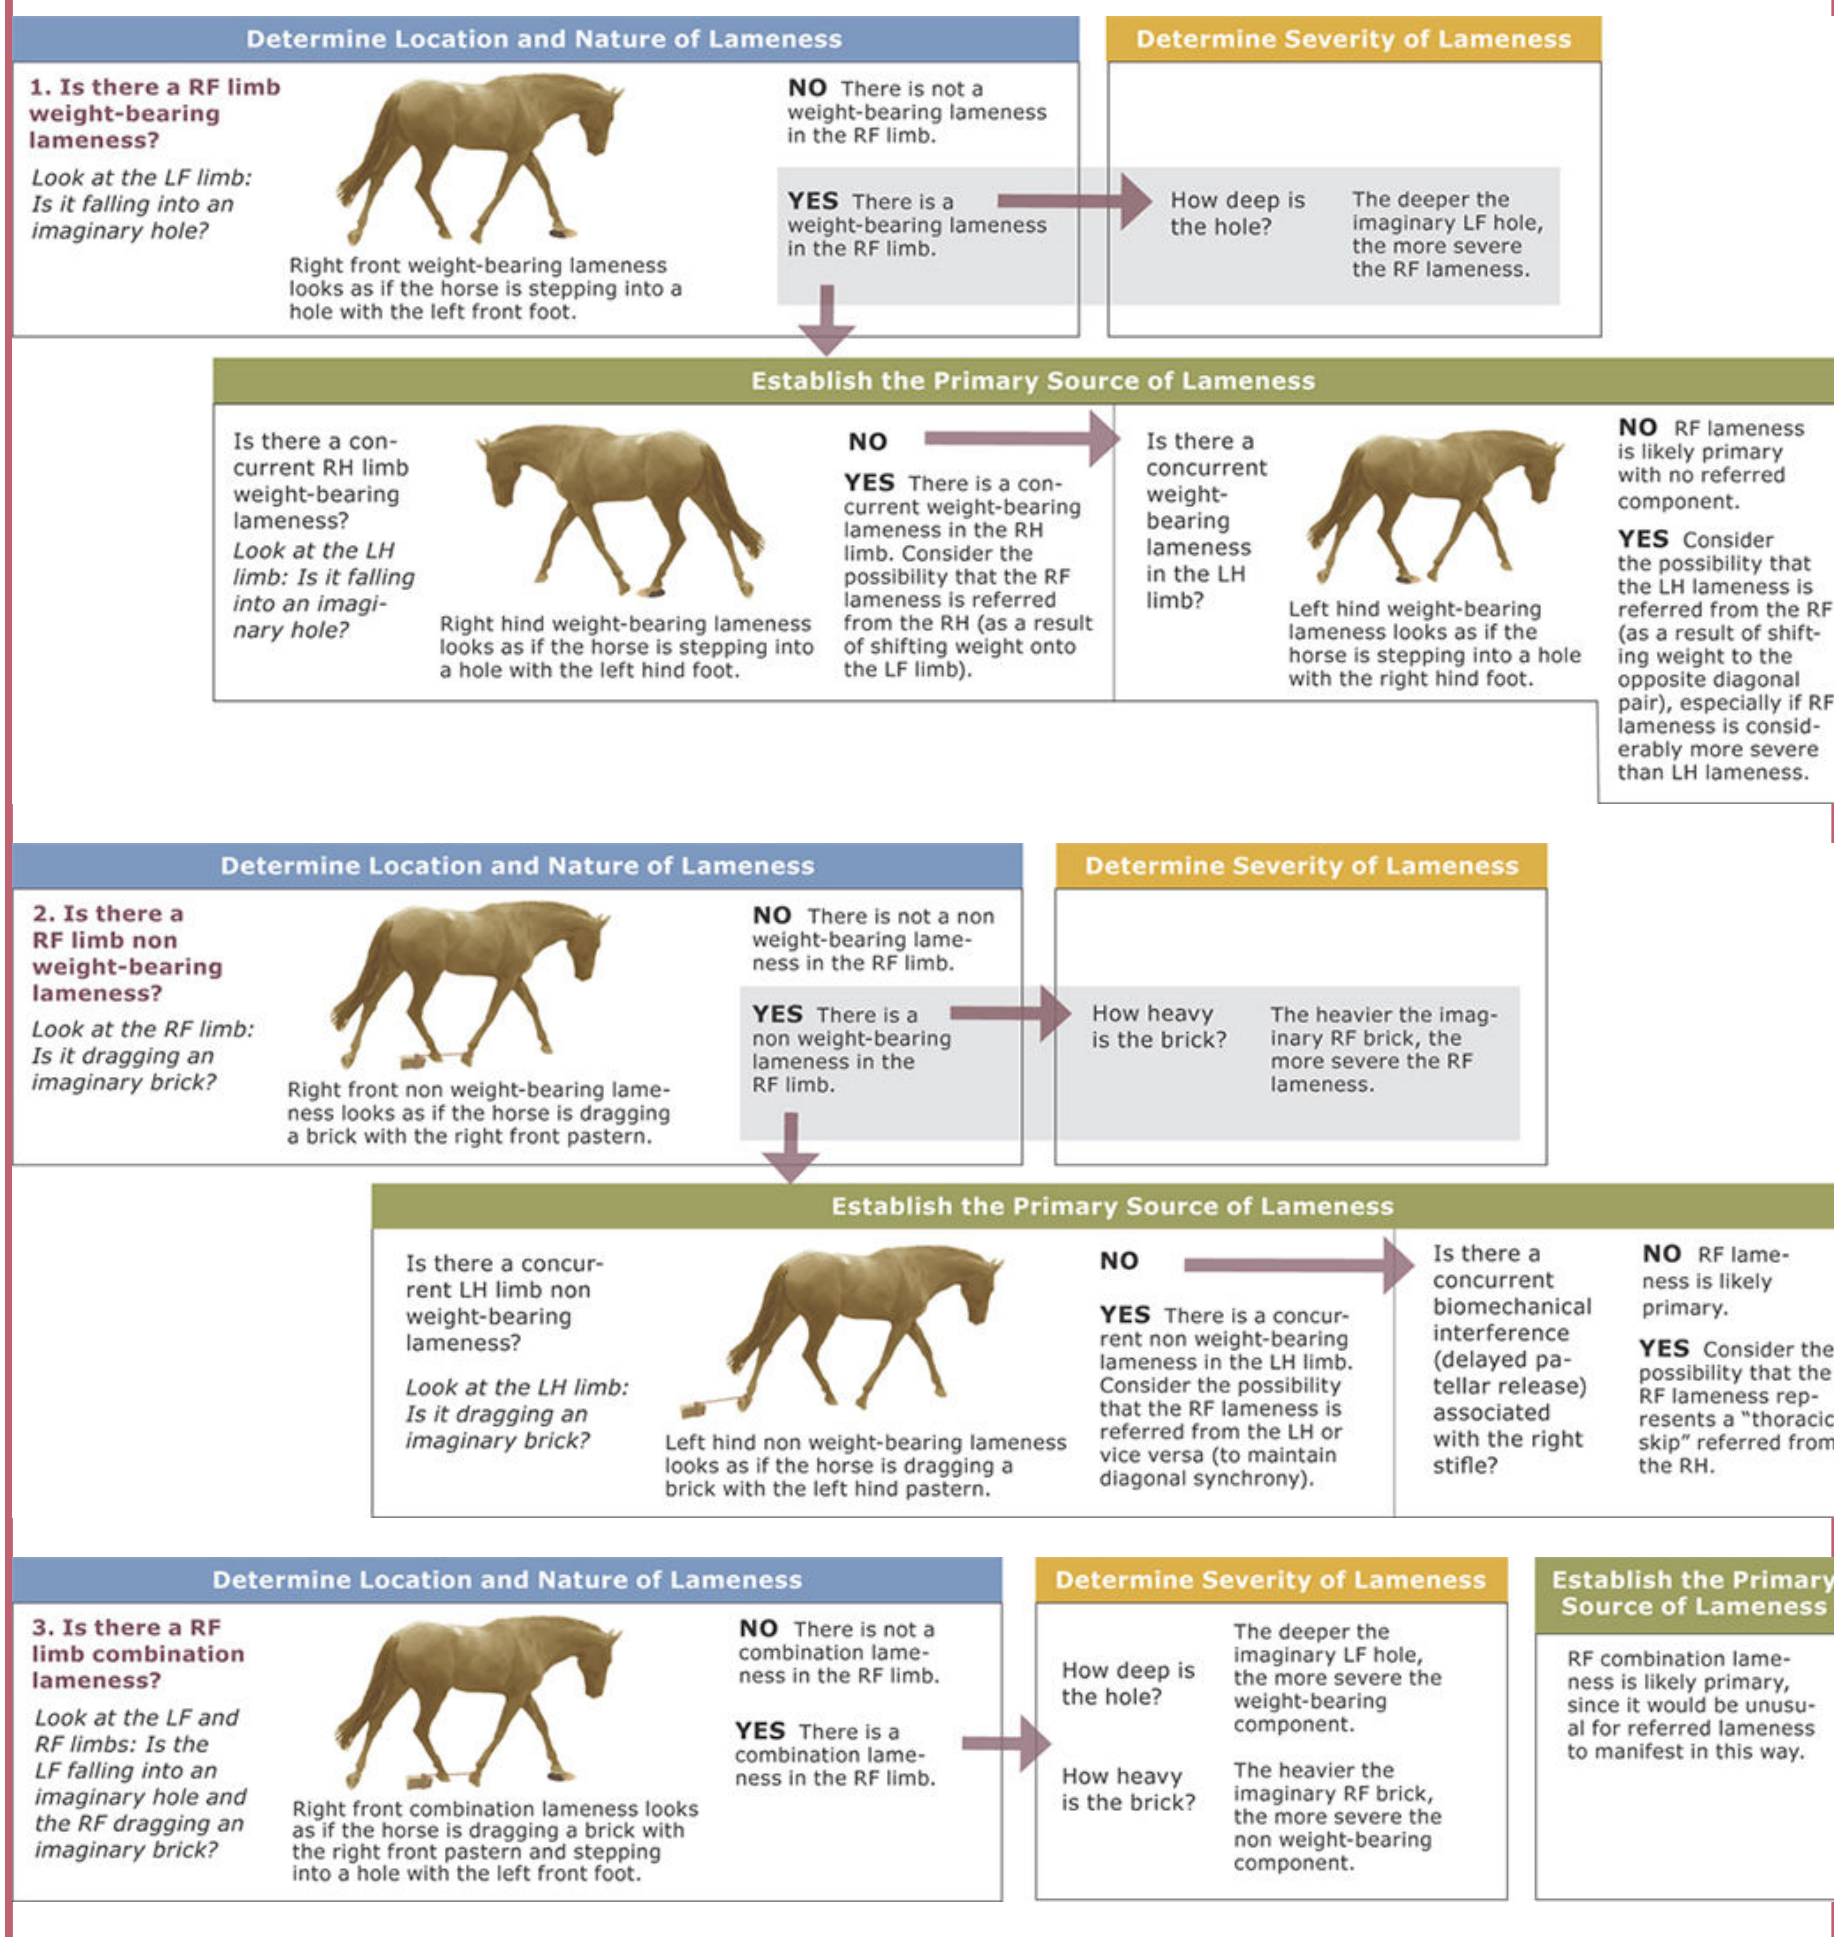 Determine Location and Nature of Lameness
Determine Severity of Lameness
1. Is there a RF limb
weight-bearing
lameness?
Look at the LF limb:
Is it falling into an
imaginary hole?
Right front weight-bearing lameness
looks as if the horse is stepping into a
hole with the left front foot.
NO There is not a
weight-bearing lameness
in the RF limb.
YES There is a
weight-bearing lameness
in the RF limb.
How deep is
the hole?
The deeper the
imaginary LF hole,
the more severe
the RF lameness.
Establish the Primary Source of Lameness
Is there a con-
current RH limb
weight-bearing
lameness?
Look at the LH
limb: Is it falling
into an imagi-
nary hole?
Right hind weight-bearing lameness
looks as if the horse is stepping into
a hole with the left hind foot.
NO
YES There is a con-
current weight-bearing
lameness in the RH
limb. Consider the
possibility that the RF
lameness is referred
from the RH (as a result
of shifting weight onto
the LF limb).
Is there a
concurrent
weight-
bearing
lameness
in the LH
limb?
Left hind weight-bearing
lameness looks as if the
horse is stepping into a hole
with the right hind foot.
NO RF lameness
is likely primary
with no referred
component.
YES Consider
the possibility that
the LH lameness is
referred from the RF
(as a result of shift-
ing weight to the
opposite diagonal
pair), especially if RF
lameness is consid-
erably more severe
than LH lameness.
Determine Location and Nature of Lameness
Determine Severity of Lameness
2. Is there a
RF limb non
weight-bearing
lameness?
Look at the RF limb:
Is it dragging an
imaginary brick?
Right front non weight-bearing lame-
ness looks as if the horse is dragging
a brick with the right front pastern.
NO There is not a non
weight-bearing lame-
ness in the RF limb.
YES There is a
non weight-bearing
lameness in the
RF limb.
How heavy
is the brick?
The heavier the imag-
inary RF brick, the
more severe the RF
lameness.
Establish the Primary Source of Lameness
Is there a concur-
rent LH limb non
weight-bearing
lameness?
Look at the LH limb:
Is it dragging an
imaginary brick?
Left hind non weight-bearing lameness
looks as if the horse is dragging a
brick with the left hind pastern.
NO
YES There is a concur-
rent non weight-bearing
lameness in the LH limb.
Consider the possibility
that the RF lameness is
referred from the LH or
vice versa (to maintain
diagonal synchrony).
Is there a
concurrent
biomechanical
interference
(delayed pa-
tellar release)
associated
with the right
stifle?
NO RF lame-
ness is likely
primary.
YES Consider the
possibility that the
RF lameness rep-
resents a "thoracic
skip" referred from
the RH.
Determine Location and Nature of Lameness
Determine Severity of Lameness
Establish the Primary
Source of Lameness
3. Is there a RF
limb combination
lameness?
Look at the LF and
RF limbs: Is the
LF falling into an
imaginary hole and
the RF dragging an
imaginary brick?
Right front combination lameness looks
as if the horse is dragging a brick with
the right front pastern and stepping
into a hole with the left front foot.
NO There is not a
combination lame-
ness in the RF limb.
YES There is a
combination lame-
ness in the RF limb.
How deep is
the hole?
The deeper the
imaginary LF hole,
the more severe the
weight-bearing
component.
How heavy
is the brick?
The heavier the
imaginary RF brick,
the more severe the
non weight-bearing
component.
RF combination lame-
ness is likely primary,
since it would be unusu-
al for referred lameness
to manifest in this way.